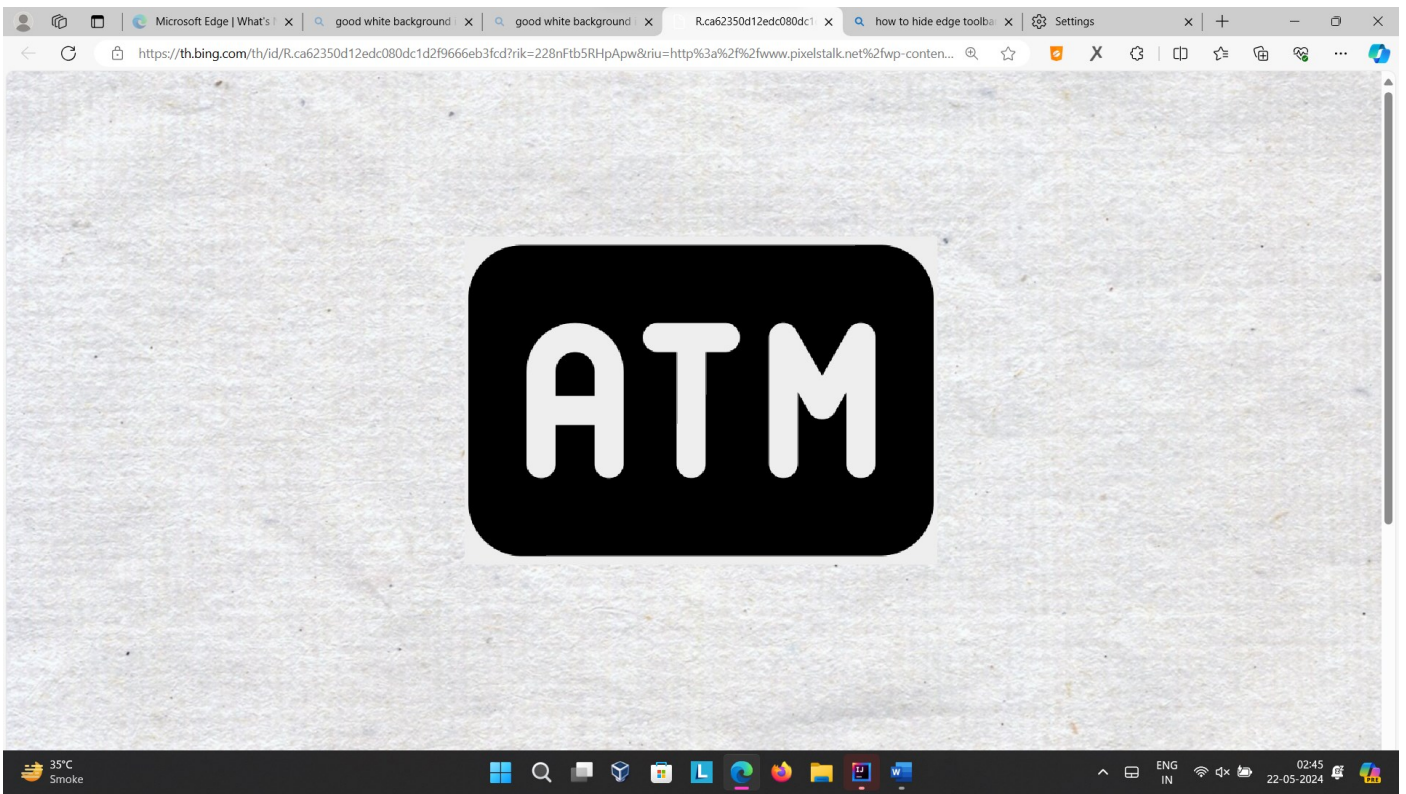 Microsoft Edge | What's
good white background
good white background
R.ca62350d12edc080dc1
how to hide edge toolba
Settings
https://th.bing.com/th/id/R.ca62350d12edc080dc1d2f9666eb3fcd?rik=228nFtb5RHpApw&riu=http%3a%2f%2fwww.pixelstalk.net%2fwp-conten...
ATM
35°C
Smoke
L
IJ
W
ENG
IN
02:45
22-05-2024
PRE